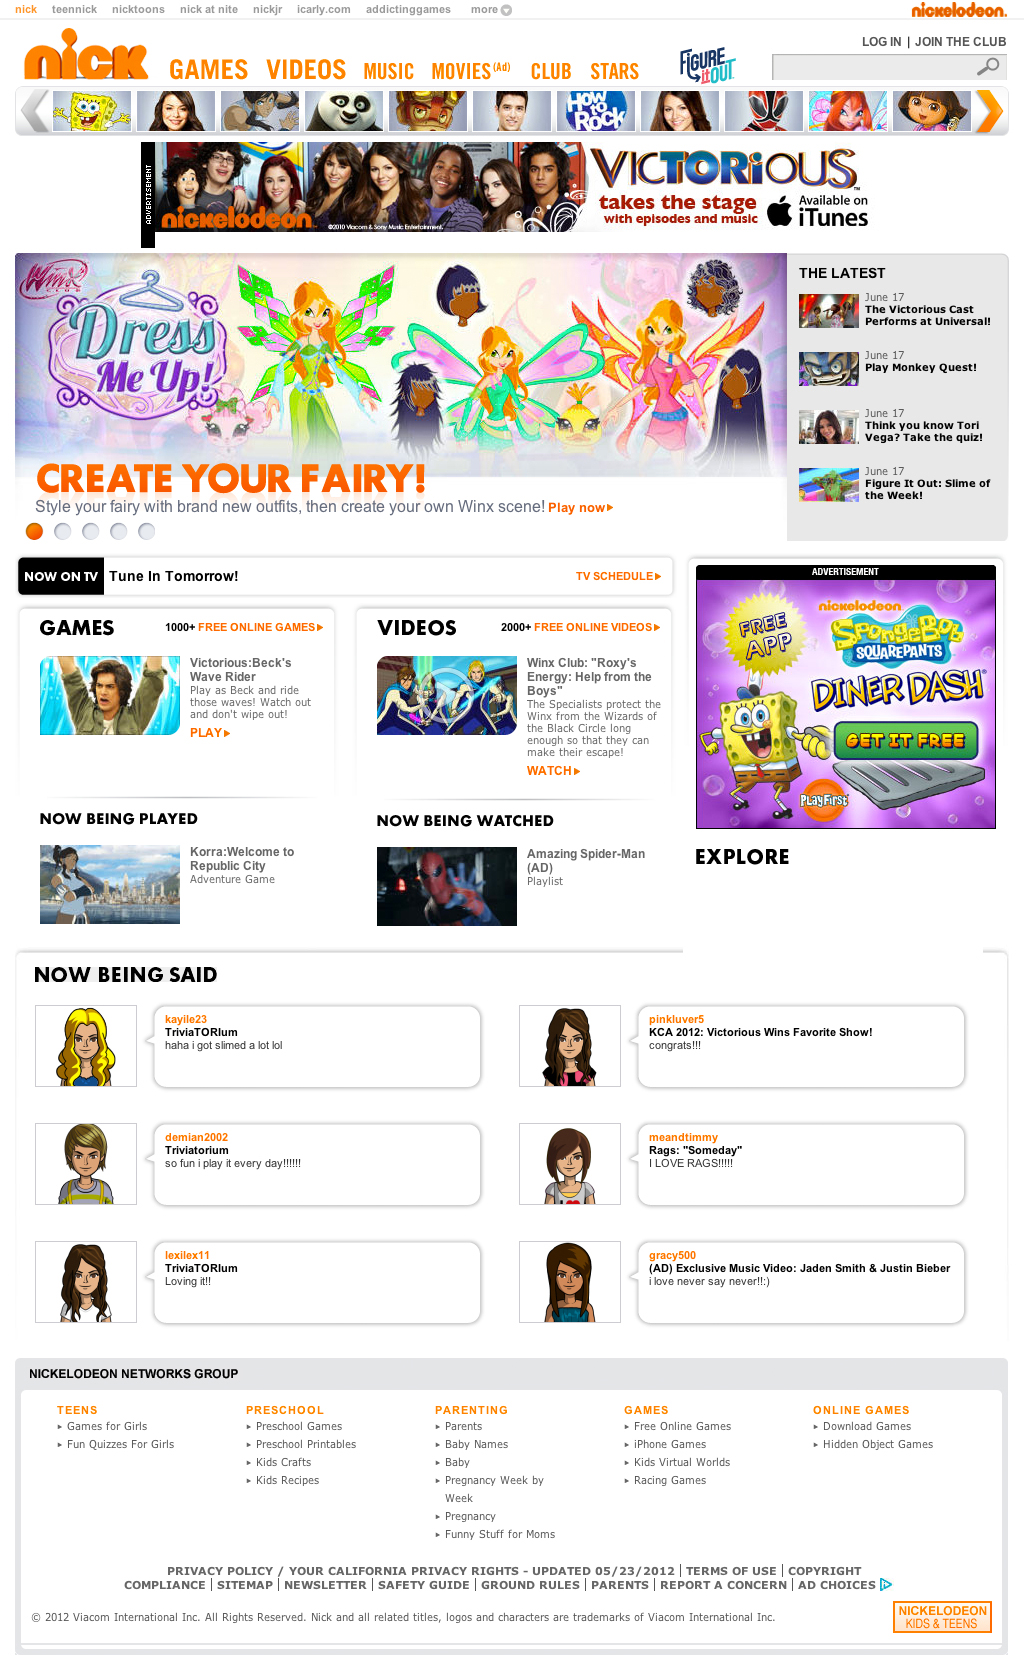 nick teennick nicktoons nick at nite nickjr icarly.com addictinggames more nickelodeon.
nick GAMES VIDEOS MUSIC MOVIES(Ad) CLUB STARS FIGURE it OUT
LOG IN | JOIN THE CLUB
HOW TO ROCK
ADVERTISEMENT
nickelodeon
©2010 Viacom & Sony Music Entertainment.
VICTORiOUS
takes the stage
with episodes and music
Available on
iTunes
Winx
CLUB
Dress
Me Up!
CREATE YOUR FAIRY!
Style your fairy with brand new outfits, then create your own Winx scene! Play now
THE LATEST
June 17
The Victorious Cast
Performs at Universal!
June 17
Play Monkey Quest!
June 17
Think you know Tori
Vega? Take the quiz!
June 17
Figure It Out: Slime of
the Week!
NOW ON TV Tune In Tomorrow! TV SCHEDULE
GAMES 1000+ FREE ONLINE GAMES
Victorious:Beck's
Wave Rider
Play as Beck and ride
those waves! Watch out
and don't wipe out!
PLAY
VIDEOS 2000+ FREE ONLINE VIDEOS
Winx Club: "Roxy's
Energy: Help from the
Boys"
The Specialists protect the
Winx from the Wizards of
the Black Circle long
enough so that they can
make their escape!
WATCH
ADVERTISEMENT
FREE
APP
nickelodeon
SPONGEBOB
SQUAREPANTS
DINER DASH
GET IT FREE
PLAYFIRST
NOW BEING PLAYED
Korra:Welcome to
Republic City
Adventure Game
NOW BEING WATCHED
Amazing Spider-Man
(AD)
Playlist
EXPLORE
NOW BEING SAID
kayile23
TriviaTORIum
haha i got slimed a lot lol
pinkluver5
KCA 2012: Victorious Wins Favorite Show!
congrats!!!
demian2002
Triviatorium
so fun i play it every day!!!!!!
meandtimmy
Rags: "Someday"
I LOVE RAGS!!!!!
lexilex11
TriviaTORIum
Loving it!!
gracy500
(AD) Exclusive Music Video: Jaden Smith & Justin Bieber
i love never say never!!:)
NICKELODEON NETWORKS GROUP
TEENS
Games for Girls
Fun Quizzes For Girls
PRESCHOOL
Preschool Games
Preschool Printables
Kids Crafts
Kids Recipes
PARENTING
Parents
Baby Names
Baby
Pregnancy Week by
Week
Pregnancy
Funny Stuff for Moms
GAMES
Free Online Games
iPhone Games
Kids Virtual Worlds
Racing Games
ONLINE GAMES
Download Games
Hidden Object Games
PRIVACY POLICY / YOUR CALIFORNIA PRIVACY RIGHTS - UPDATED 05/23/2012 | TERMS OF USE | COPYRIGHT
COMPLIANCE | SITEMAP | NEWSLETTER | SAFETY GUIDE | GROUND RULES | PARENTS | REPORT A CONCERN | AD CHOICES
© 2012 Viacom International Inc. All Rights Reserved. Nick and all related titles, logos and characters are trademarks of Viacom International Inc.
NICKELODEON
KIDS & TEENS